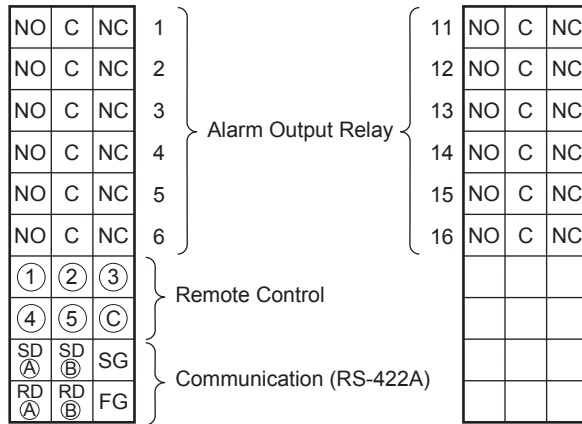 NO C NC 1
NO C NC 2
NO C NC 3
NO C NC 4
NO C NC 5
NO C NC 6
① ② ③
④ ⑤ Ⓒ
SD Ⓐ SD Ⓑ SG
RD Ⓐ RD Ⓑ FG
Alarm Output Relay
Remote Control
Communication (RS-422A)
11 NO C NC
12 NO C NC
13 NO C NC
14 NO C NC
15 NO C NC
16 NO C NC